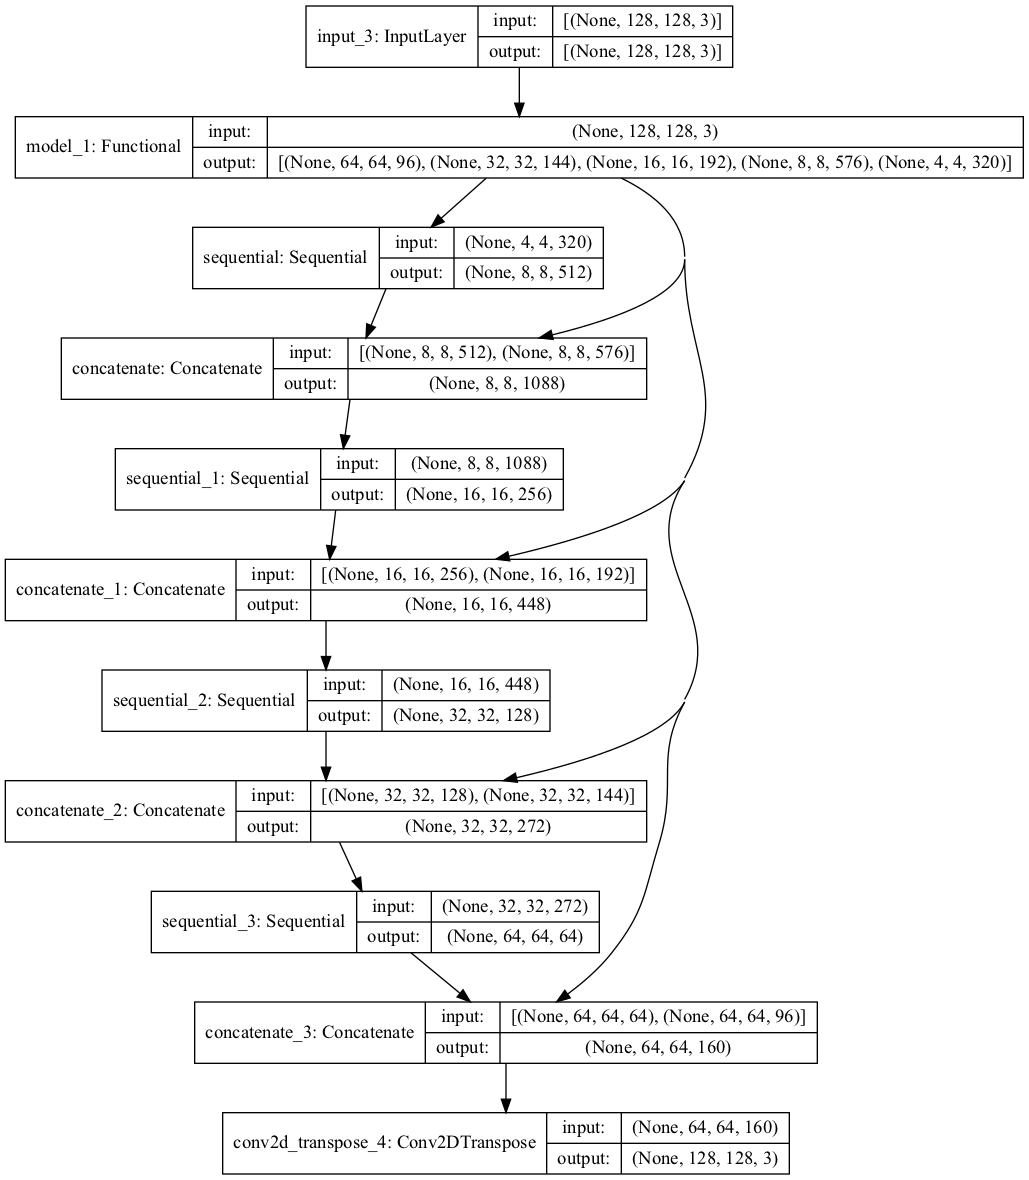 input_3: InputLayer
input: [(None, 128, 128, 3)]
output: [(None, 128, 128, 3)]
model_1: Functional
input: (None, 128, 128, 3)
output: [(None, 64, 64, 96), (None, 32, 32, 144), (None, 16, 16, 192), (None, 8, 8, 576), (None, 4, 4, 320)]
sequential: Sequential
input: (None, 4, 4, 320)
output: (None, 8, 8, 512)
concatenate: Concatenate
input: [(None, 8, 8, 512), (None, 8, 8, 576)]
output: (None, 8, 8, 1088)
sequential_1: Sequential
input: (None, 8, 8, 1088)
output: (None, 16, 16, 256)
concatenate_1: Concatenate
input: [(None, 16, 16, 256), (None, 16, 16, 192)]
output: (None, 16, 16, 448)
sequential_2: Sequential
input: (None, 16, 16, 448)
output: (None, 32, 32, 128)
concatenate_2: Concatenate
input: [(None, 32, 32, 128), (None, 32, 32, 144)]
output: (None, 32, 32, 272)
sequential_3: Sequential
input: (None, 32, 32, 272)
output: (None, 64, 64, 64)
concatenate_3: Concatenate
input: [(None, 64, 64, 64), (None, 64, 64, 96)]
output: (None, 64, 64, 160)
conv2d_transpose_4: Conv2DTranspose
input: (None, 64, 64, 160)
output: (None, 128, 128, 3)